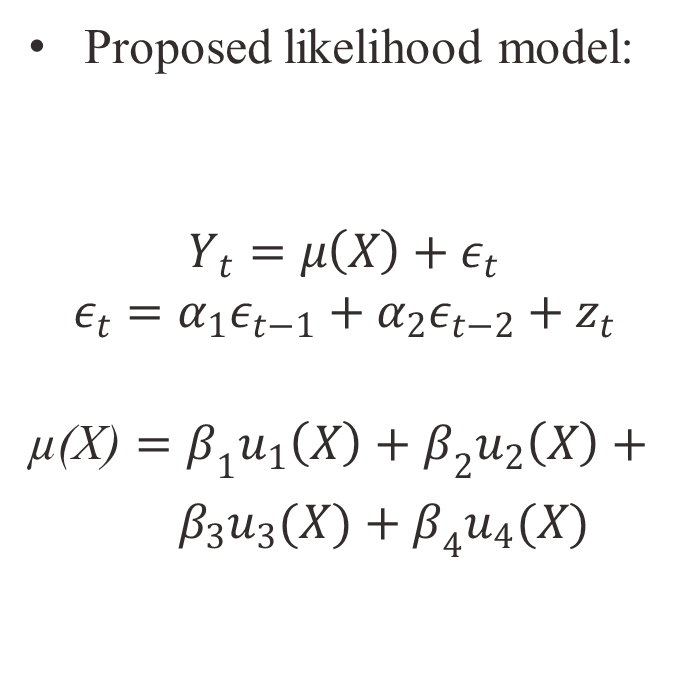 • Proposed likelihood model:
Y_t = μ(X) + ϵ_t
ϵ_t = α_1ϵ_{t−1} + α_2ϵ_{t−2} + z_t
μ(X) = β_1u_1(X) + β_2u_2(X) +
β_3u_3(X) + β_4u_4(X)